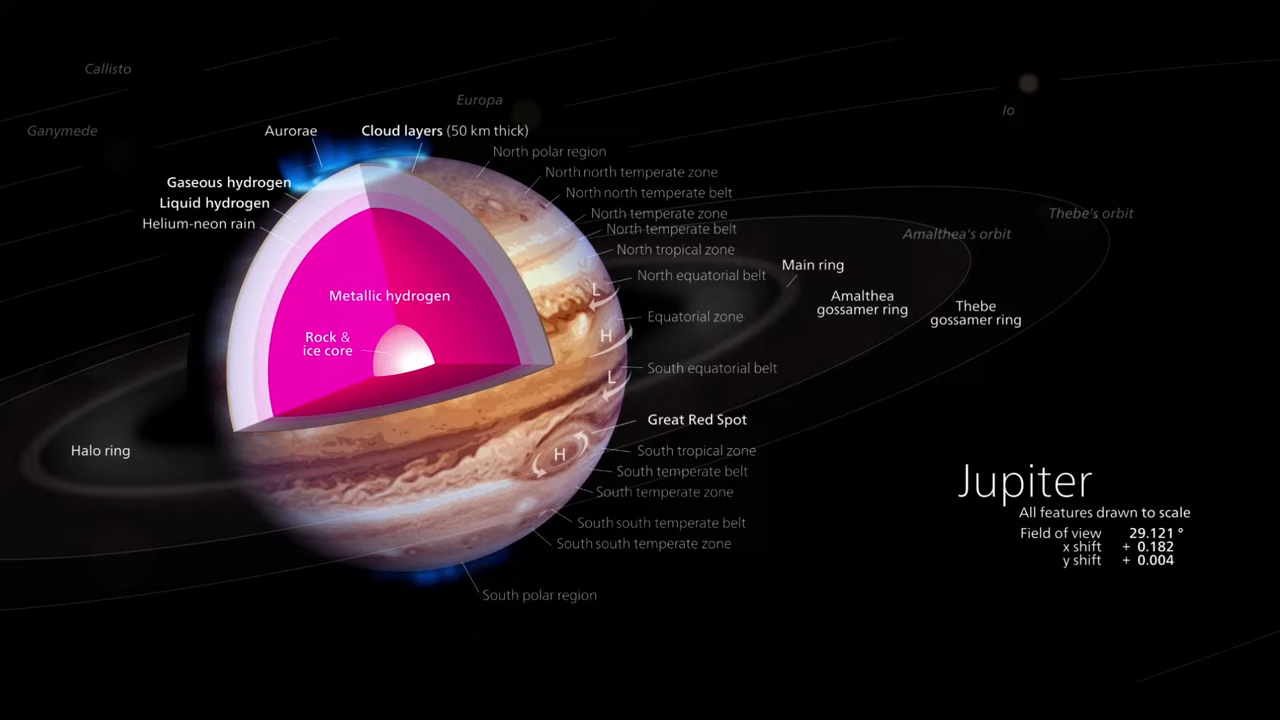 Callisto
Europa
Io
Ganymede
Aurorae
Cloud layers (50 km thick)
North polar region
North north temperate zone
Gaseous hydrogen
North north temperate belt
Liquid hydrogen
North temperate zone
Thebe's orbit
Helium-neon rain
North temperate belt
Amalthea's orbit
North tropical zone
Main ring
North equatorial belt
L
Metallic hydrogen
Amalthea
gossamer ring
Thebe
gossamer ring
Equatorial zone
H
Rock &
ice core
South equatorial belt
L
Great Red Spot
Halo ring
South tropical zone
H
South temperate belt
Jupiter
South temperate zone
All features drawn to scale
South south temperate belt
Field of view 29.121 °
South south temperate zone
x shift + 0.182
y shift + 0.004
South polar region